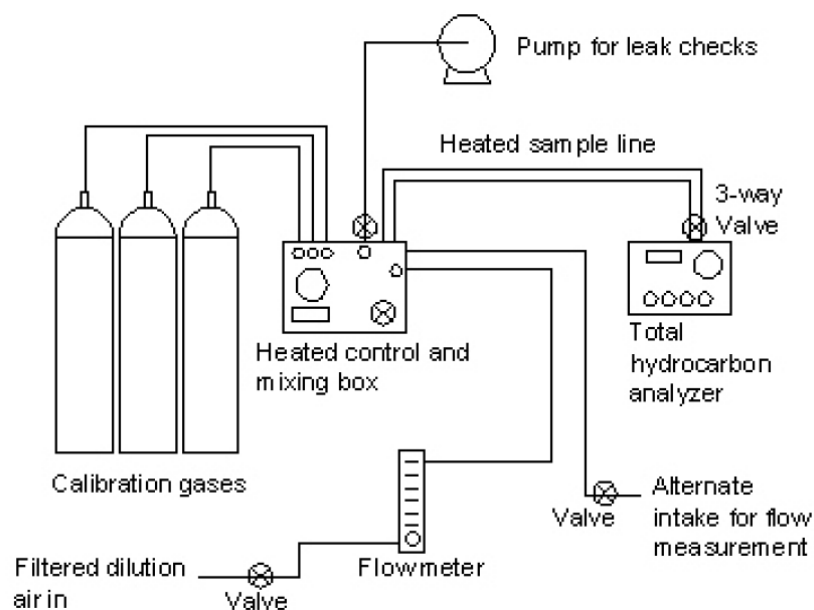 Pump for leak checks
Heated sample line
3-way
Valve
Heated control and
mixing box
Total
hydrocarbon
analyzer
Calibration gases
Valve
Alternate
intake for flow
measurement
Flowmeter
Filtered dilution
air in
Valve